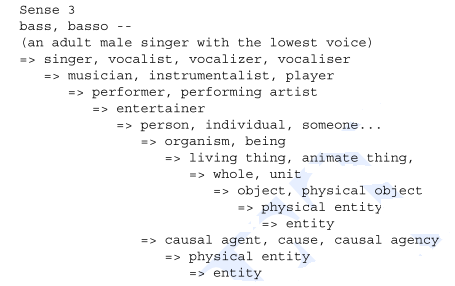 Sense 3
bass, basso --
(an adult male singer with the lowest voice)
=> singer, vocalist, vocalizer, vocaliser
=> musician, instrumentalist, player
=> performer, performing artist
=> entertainer
=> person, individual, someone...
=> organism, being
=> living thing, animate thing,
=> whole, unit
=> object, physical object
=> physical entity
=> entity
=> causal agent, cause, causal agency
=> physical entity
=> entity